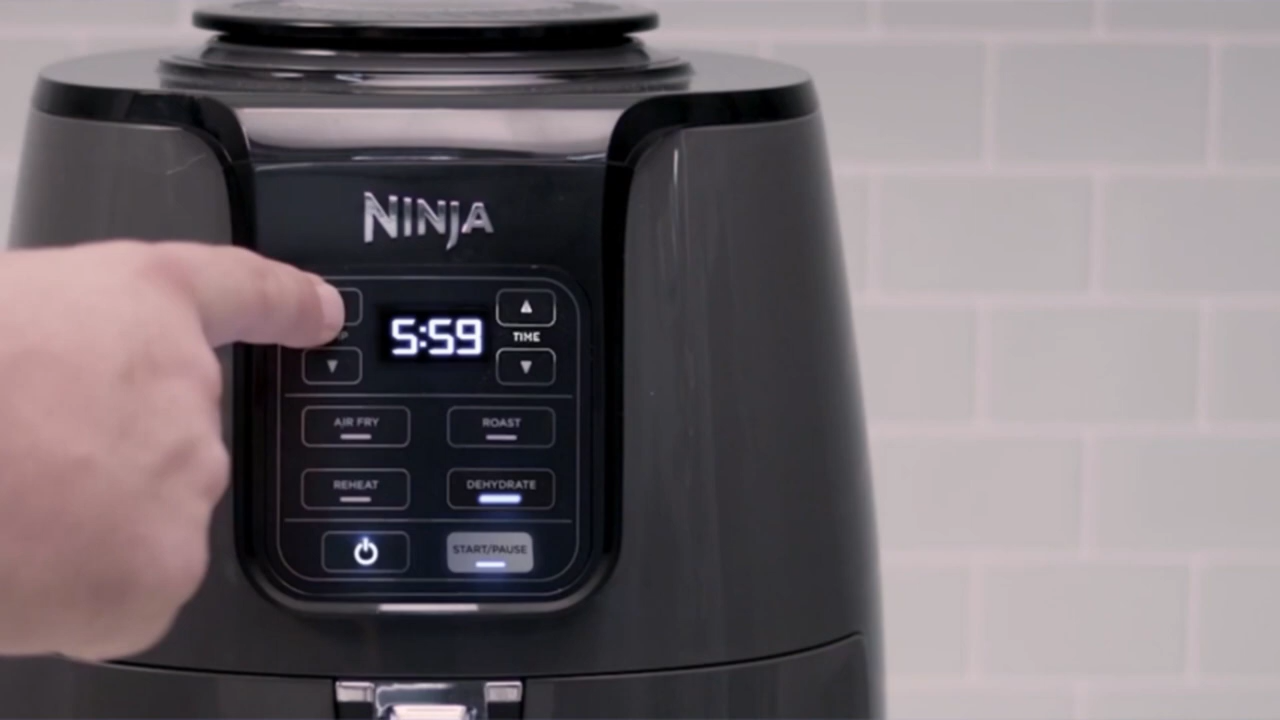 NINJA
5:59
TIME
AIR FRY
ROAST
REHEAT
DEHYDRATE
START/PAUSE